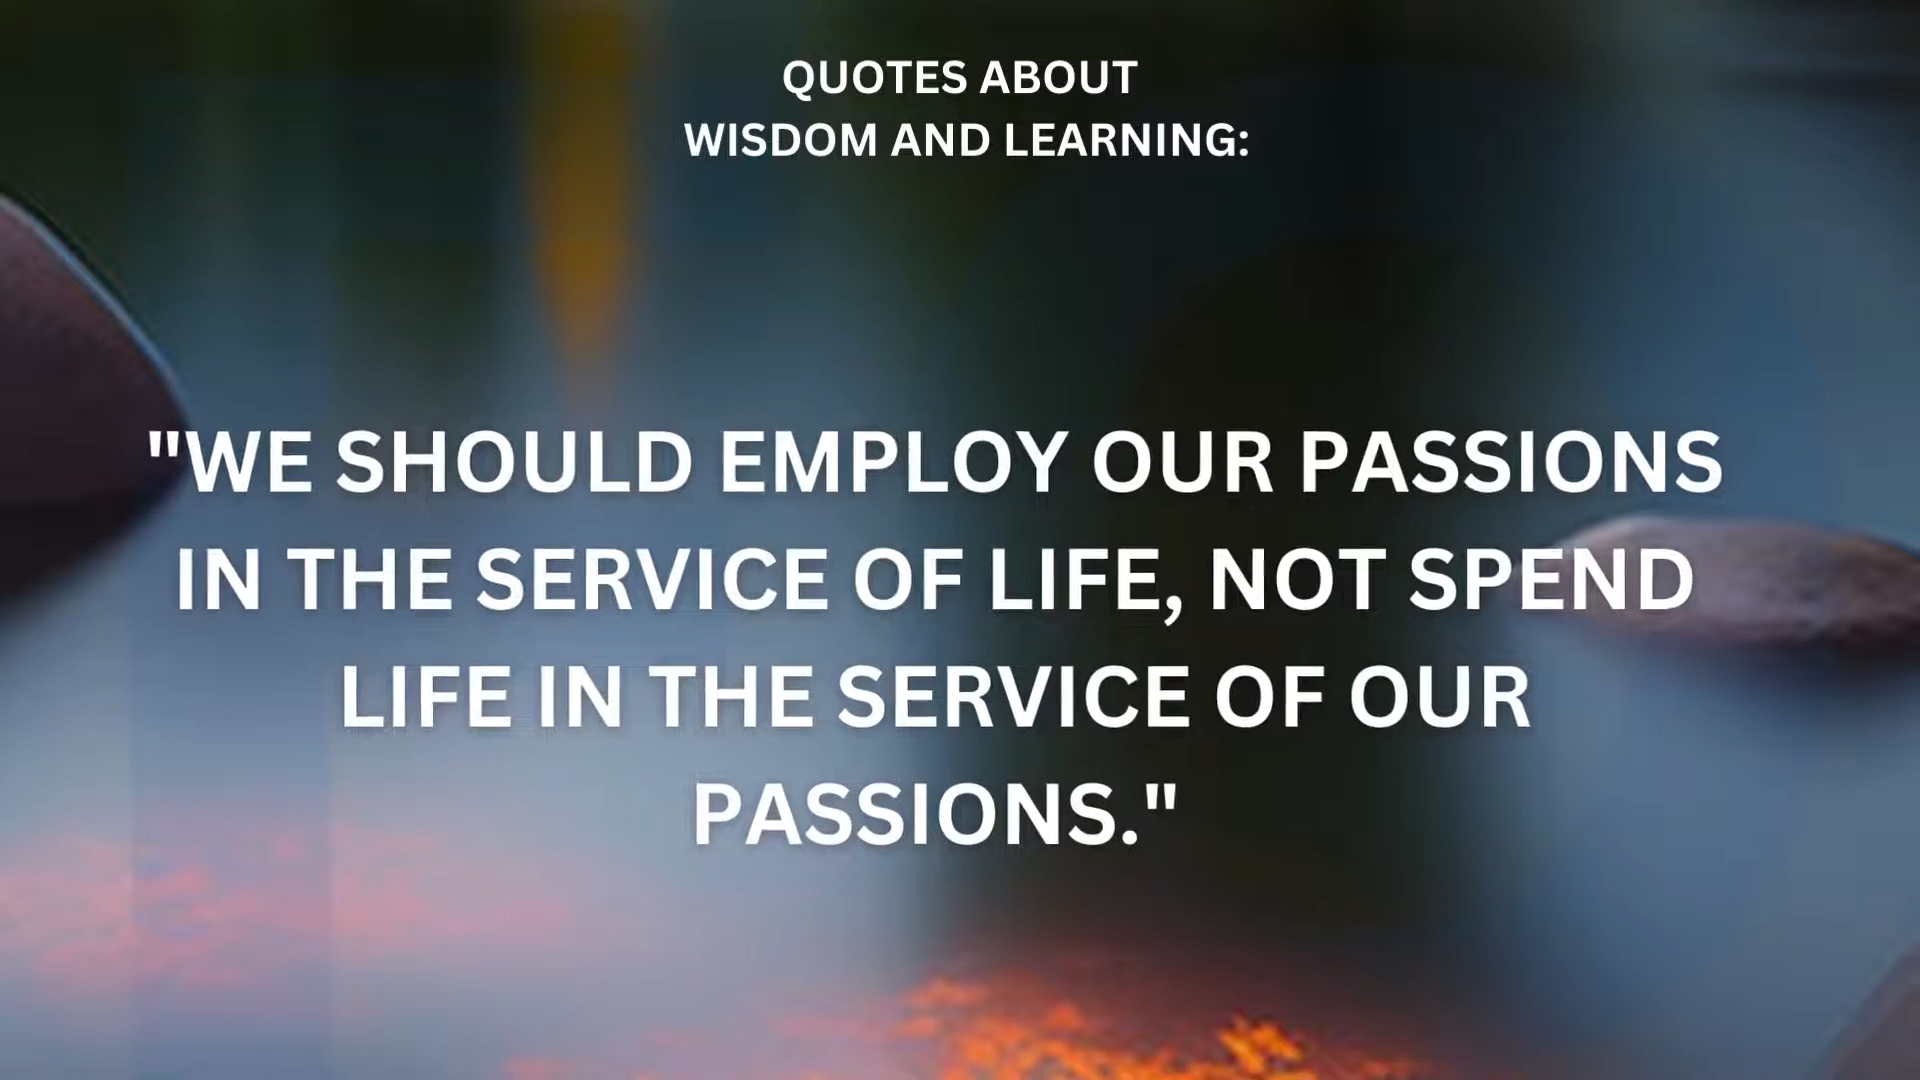 QUOTES ABOUT
WISDOM AND LEARNING:
"WE SHOULD EMPLOY OUR PASSIONS
IN THE SERVICE OF LIFE, NOT SPEND
LIFE IN THE SERVICE OF OUR
PASSIONS."